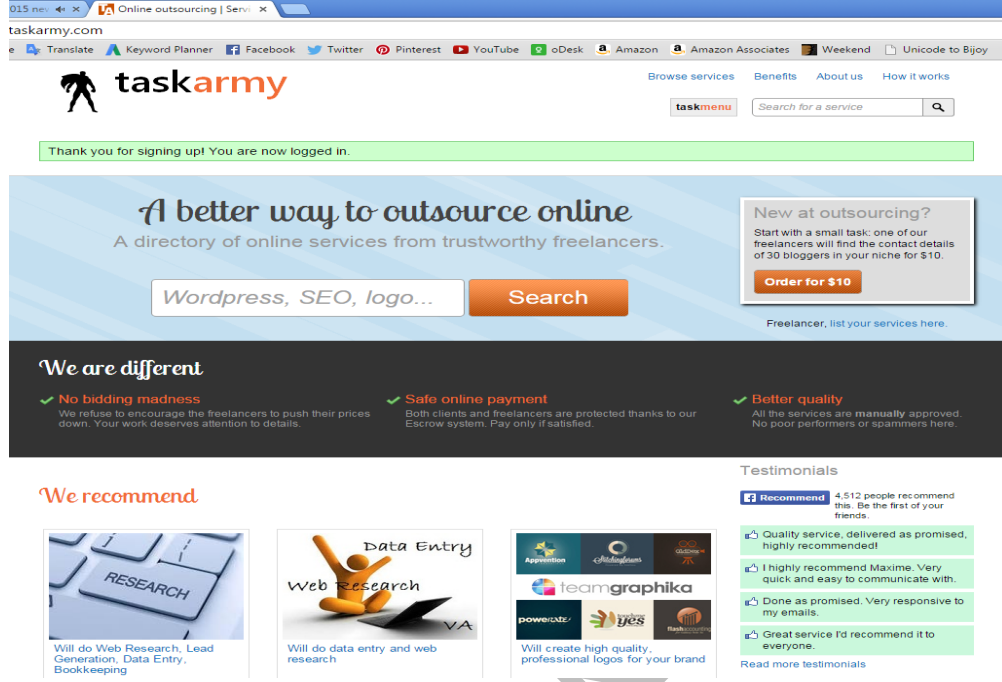 015 nev
Online outsourcing | Serv
taskarmy.com
e Translate Keyword Planner Facebook Twitter Pinterest YouTube oDesk Amazon Amazon Associates Weekend Unicode to Bijoy
taskarmy
Browse services Benefits About us How it works
taskmenu Search for a service
Thank you for signing up! You are now logged in.
A better way to outsource online
A directory of online services from trustworthy freelancers.
Wordpress, SEO, logo... Search
New at outsourcing?
Start with a small task: one of our
freelancers will find the contact details
of 30 bloggers in your niche for $10.
Order for $10
Freelancer, list your services here.
We are different
No bidding madness
We refuse to encourage the freelancers to push their prices
down. Your work deserves attention to details.
Safe online payment
Both clients and freelancers are protected thanks to our
Escrow system. Pay only if satisfied.
Better quality
All the services are manually approved.
No poor performers or spammers here.
We recommend
RESEARCH
Will do Web Research, Lead
Generation, Data Entry,
Bookkeeping
Data Entry
Web Research
VA
Will do data entry and web
research
Appvention
teamgraphika
powerdate
yes
flashaccounting
Will create high quality,
professional logos for your brand
Testimonials
Recommend
4,512 people recommend
this. Be the first of your
friends.
Quality service, delivered as promised,
highly recommended!
I highly recommend Maxime. Very
quick and easy to communicate with.
Done as promised. Very responsive to
my emails.
Great service I'd recommend it to
everyone.
Read more testimonials